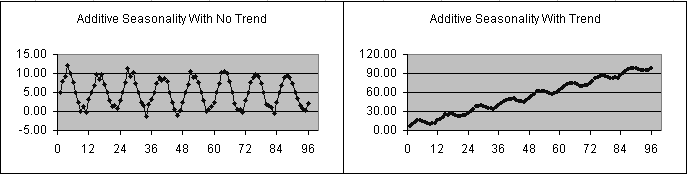 Additive Seasonality With No Trend
15.00
10.00
5.00
0.00
-5.00
0 12 24 36 48 60 72 84 96
Additive Seasonality With Trend
120.00
90.00
60.00
30.00
0.00
0 12 24 36 48 60 72 84 96